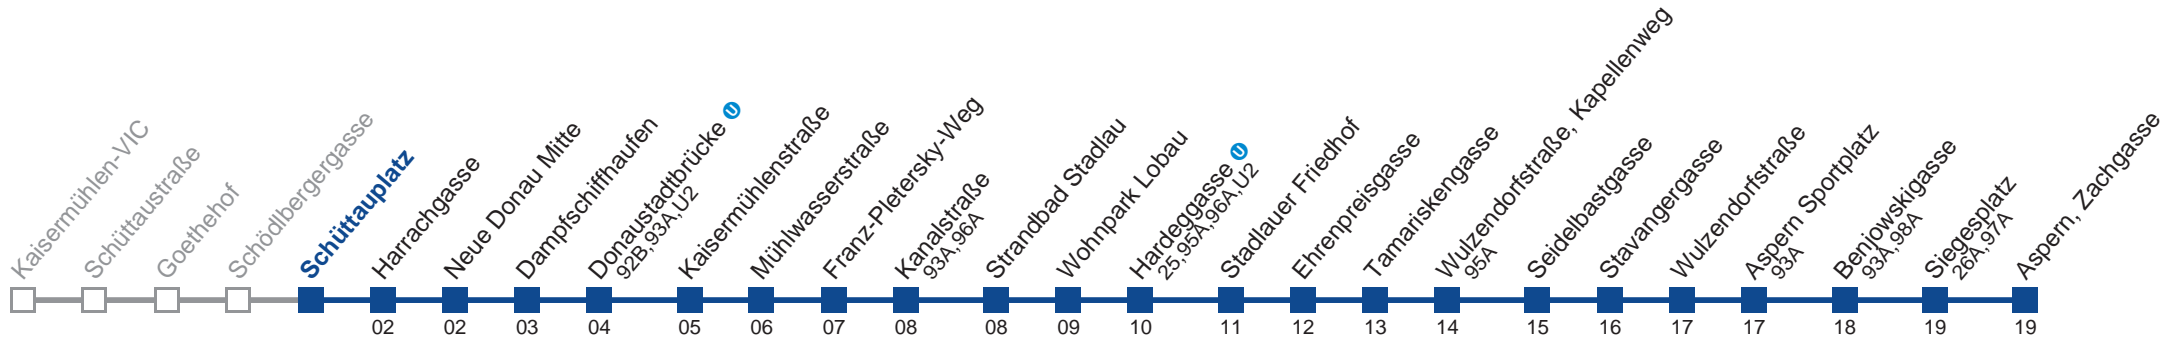 Kaisermühlen-VIC
Schüttaustraße
Goethehof
Schödlbergergasse
Schüttauplatz
Harrachgasse
Neue Donau Mitte
Dampfschiffhaufen
Donaustadtbrücke U
92B,93A,U2
Kaisermühlenstraße
Mühlwasserstraße
Franz-Pletersky-Weg
Kanalstraße
93A,96A
Strandbad Stadlau
Wohnpark Lobau
Hardeggasse U
25,95A,96A,U2
Stadlauer Friedhof
Ehrenpreisgasse
Tamariskengasse
Wulzendorfstraße, Kapellenweg
95A
Seidelbastgasse
Stavangergasse
Wulzendorfstraße
Aspern Sportplatz
93A
Benjowskigasse
93A,98A
Siegesplatz
26A,97A
Aspern, Zachgasse
02 02 03 04 05 06 07 08 08 09 10 11 12 13 14 15 16 17 17 18 19 19